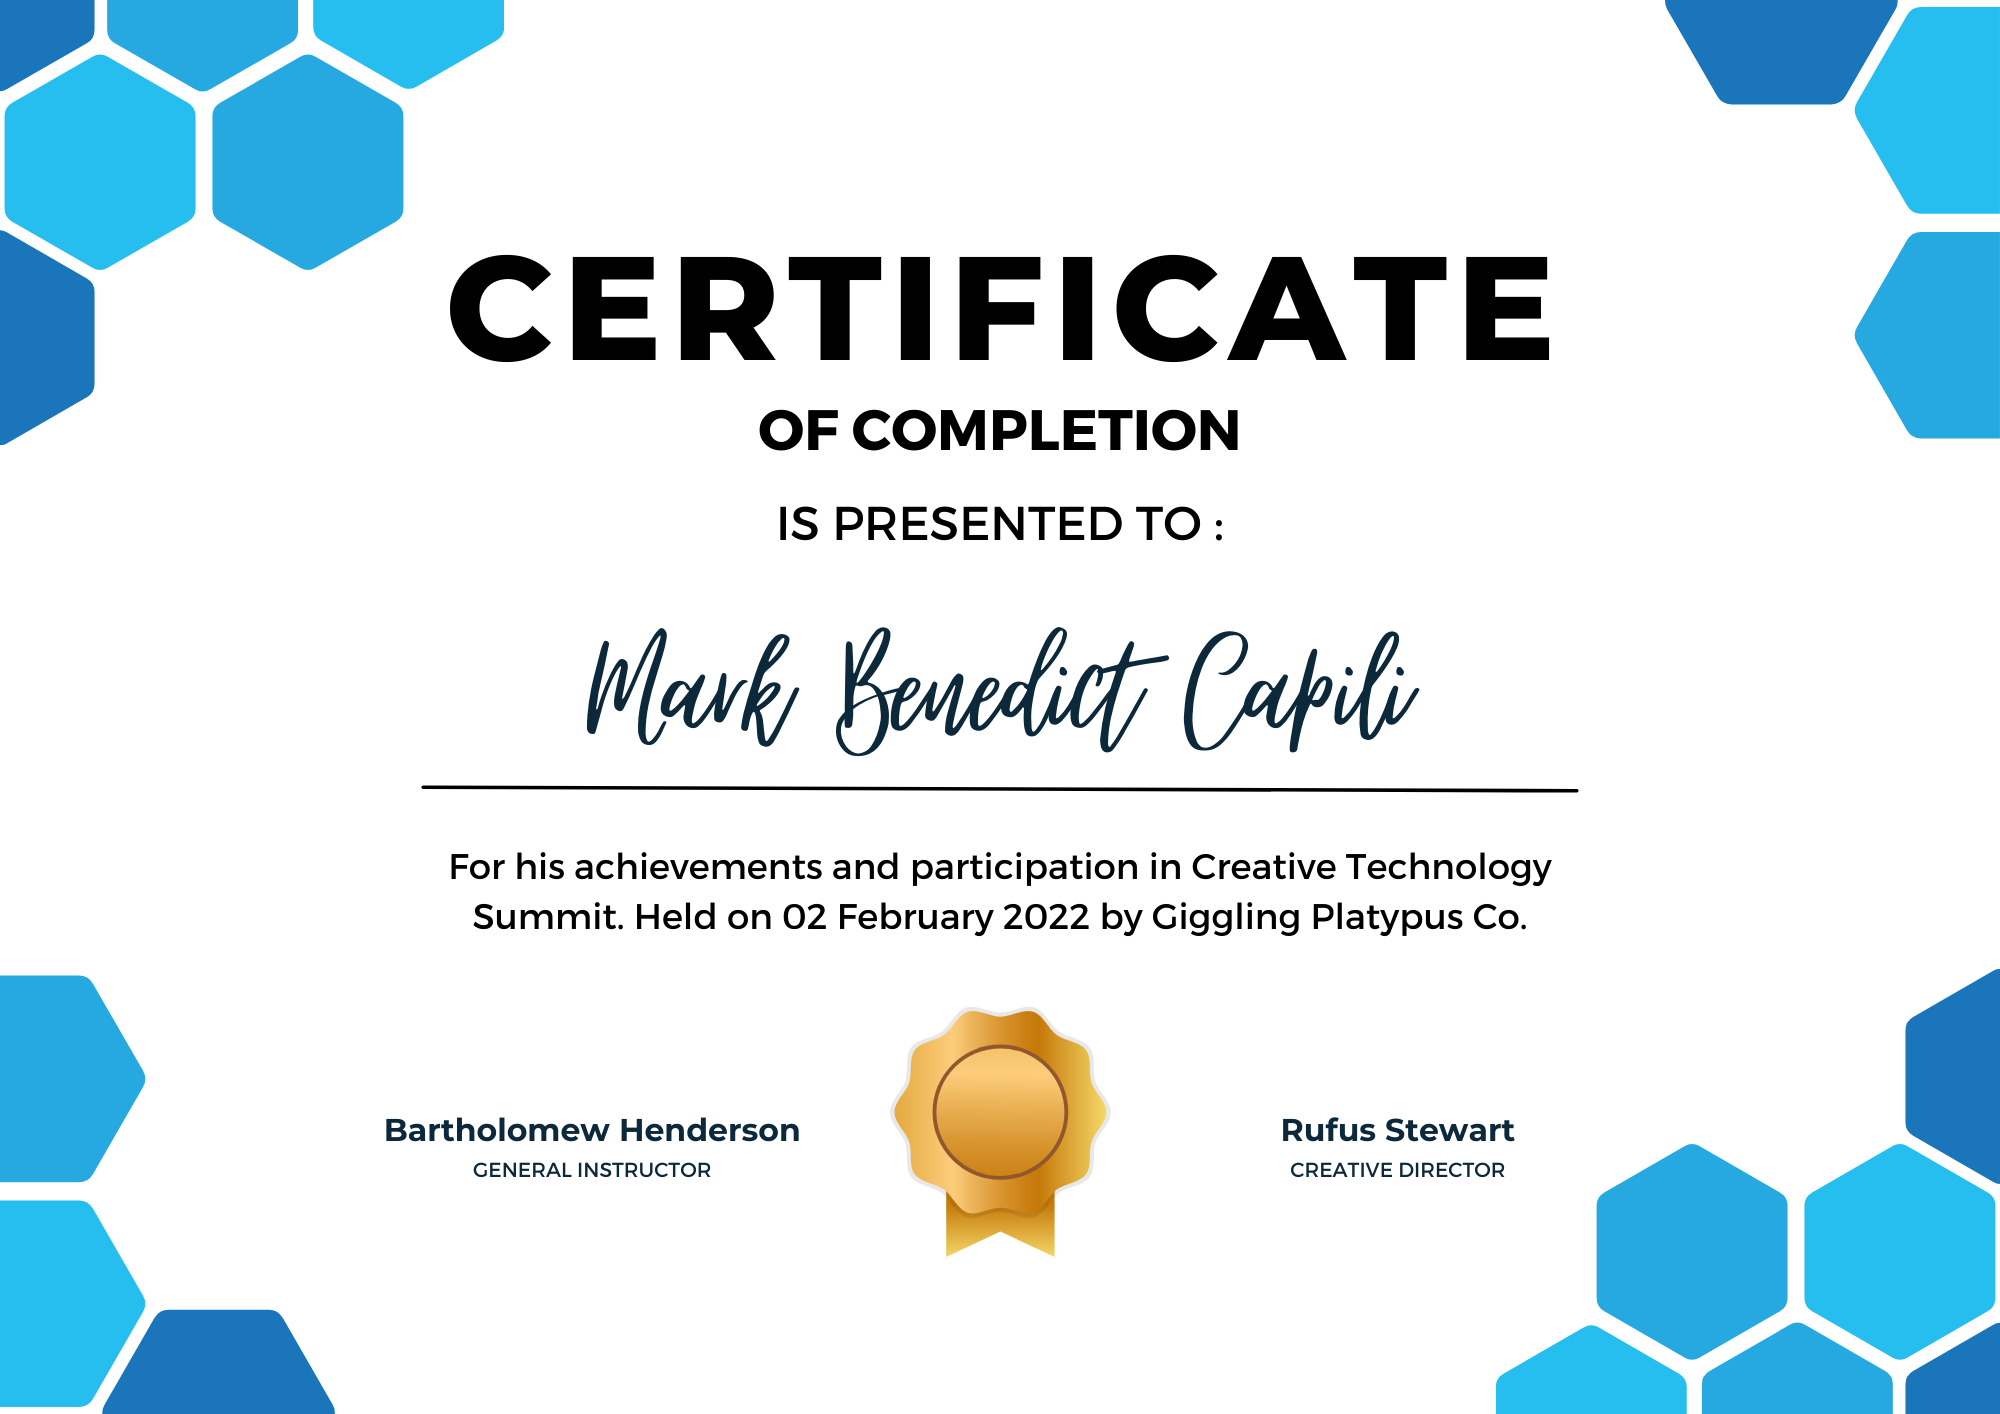 CERTIFICATE
OF COMPLETION
IS PRESENTED TO :
Mark Benedict Capili
For his achievements and participation in Creative Technology
Summit. Held on 02 February 2022 by Giggling Platypus Co.
Bartholomew Henderson
GENERAL INSTRUCTOR
Rufus Stewart
CREATIVE DIRECTOR